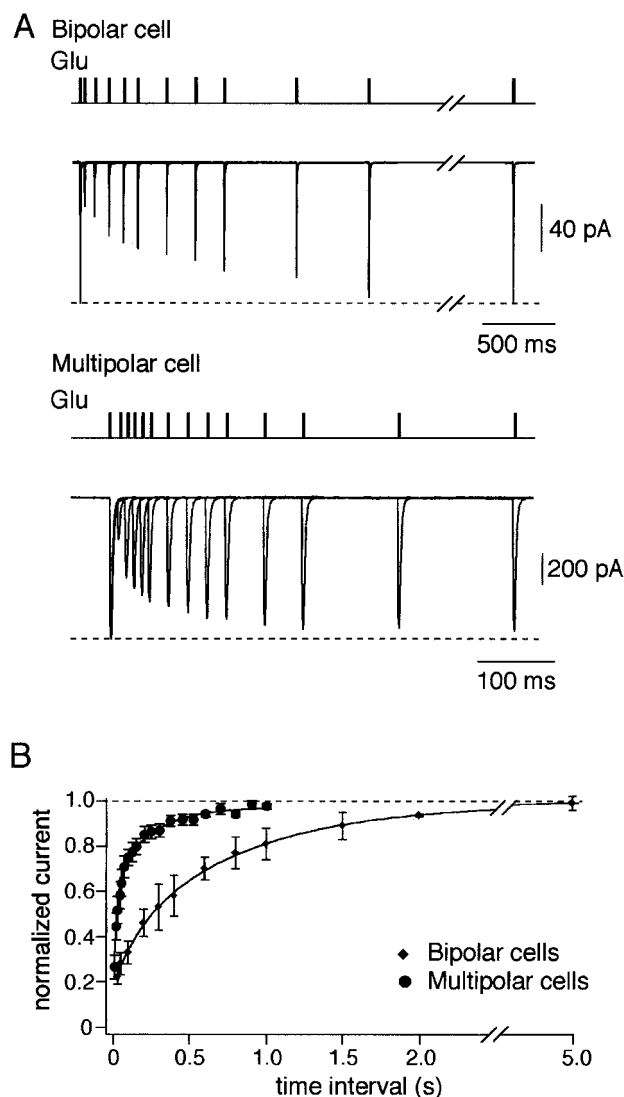 A
Bipolar cell
Glu
40 pA
500 ms
Multipolar cell
Glu
200 pA
100 ms
B
normalized current
1.0
0.8
0.6
0.4
0.2
0
Bipolar cells
Multipolar cells
0
0.5
1.0
1.5
2.0
5.0
time interval (s)